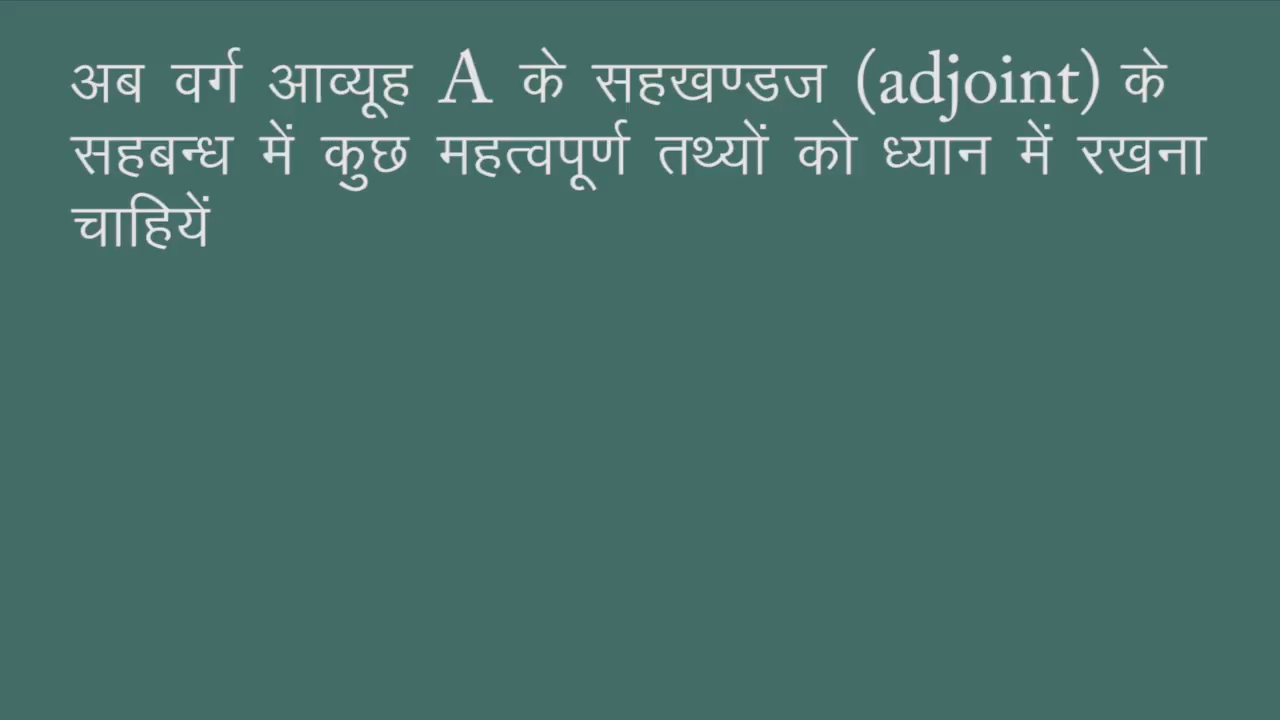 अब वर्ग आव्यूह A के सहखण्डज (adjoint) के
सहबन्ध में कुछ महत्वपूर्ण तथ्यों को ध्यान में रखना
चाहियें